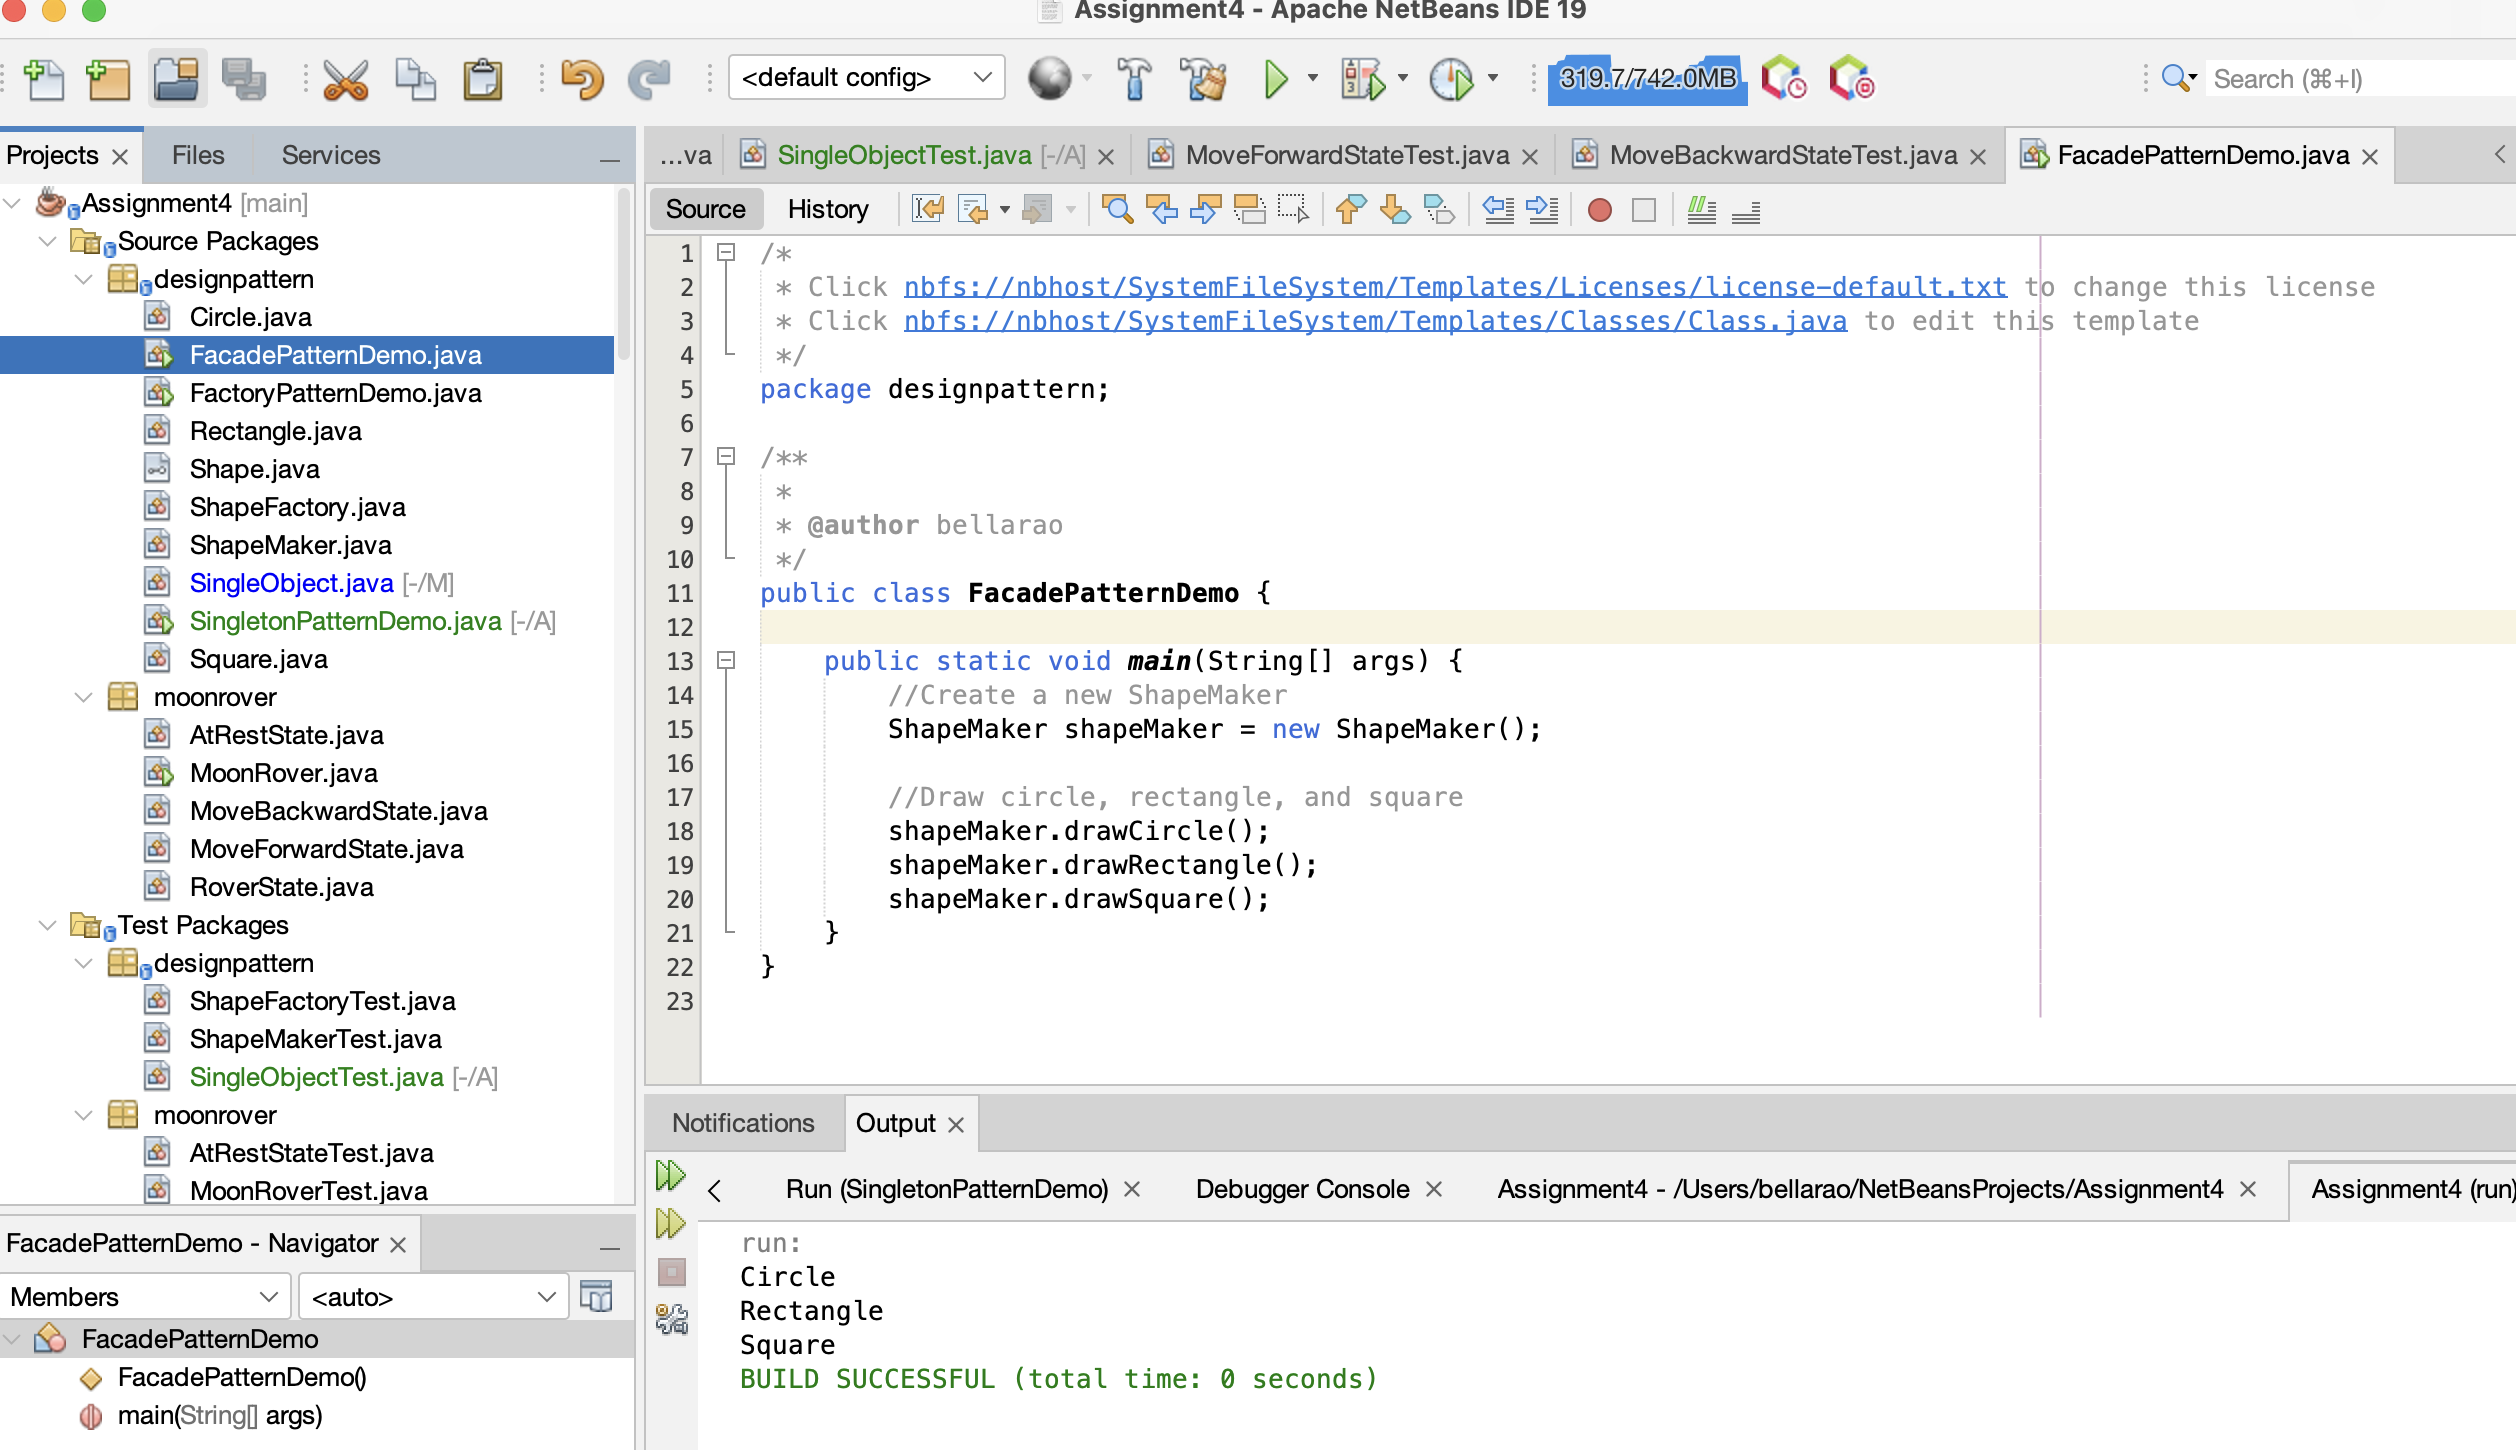 Assignment4 - Apache NetBeans IDE 19
<default config>
319.7/742.0MB
Search (⌘+I)
Projects
Files
Services
...va
SingleObjectTest.java [-/A]
MoveForwardStateTest.java
MoveBackwardStateTest.java
FacadePatternDemo.java
Assignment4 [main]
Source Packages
designpattern
Circle.java
FacadePatternDemo.java
FactoryPatternDemo.java
Rectangle.java
Shape.java
ShapeFactory.java
ShapeMaker.java
SingleObject.java [-/M]
SingletonPatternDemo.java [-/A]
Square.java
moonrover
AtRestState.java
MoonRover.java
MoveBackwardState.java
MoveForwardState.java
RoverState.java
Test Packages
designpattern
ShapeFactoryTest.java
ShapeMakerTest.java
SingleObjectTest.java [-/A]
moonrover
AtRestStateTest.java
MoonRoverTest.java
FacadePatternDemo - Navigator
Members
<auto>
FacadePatternDemo
FacadePatternDemo()
main(String[] args)
Source
History
1 /*
2 * Click nbfs://nbhost/SystemFileSystem/Templates/Licenses/license-default.txt to change this license
3 * Click nbfs://nbhost/SystemFileSystem/Templates/Classes/Class.java to edit this template
4 */
5 package designpattern;
6
7 /**
8 *
9 * @author bellarao
10 */
11 public class FacadePatternDemo {
12
13 public static void main(String[] args) {
14 //Create a new ShapeMaker
15 ShapeMaker shapeMaker = new ShapeMaker();
16
17 //Draw circle, rectangle, and square
18 shapeMaker.drawCircle();
19 shapeMaker.drawRectangle();
20 shapeMaker.drawSquare();
21 }
22 }
23
Notifications
Output
Run (SingletonPatternDemo)
Debugger Console
Assignment4 - /Users/bellarao/NetBeansProjects/Assignment4
Assignment4 (run)
run:
Circle
Rectangle
Square
BUILD SUCCESSFUL (total time: 0 seconds)